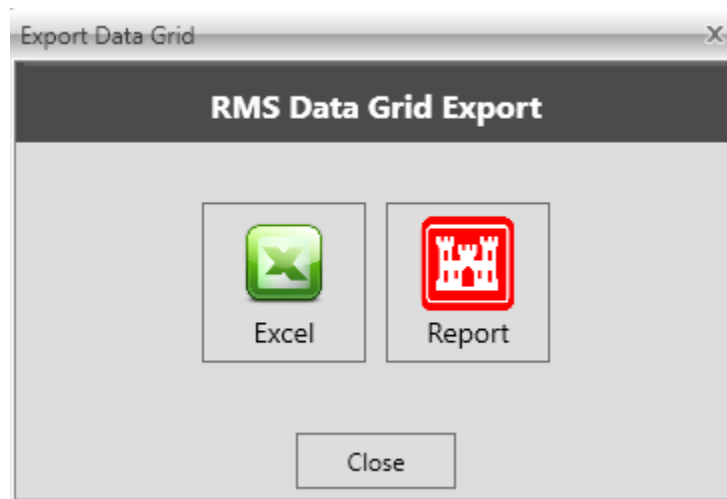 Export Data Grid
RMS Data Grid Export
Excel
Report
Close